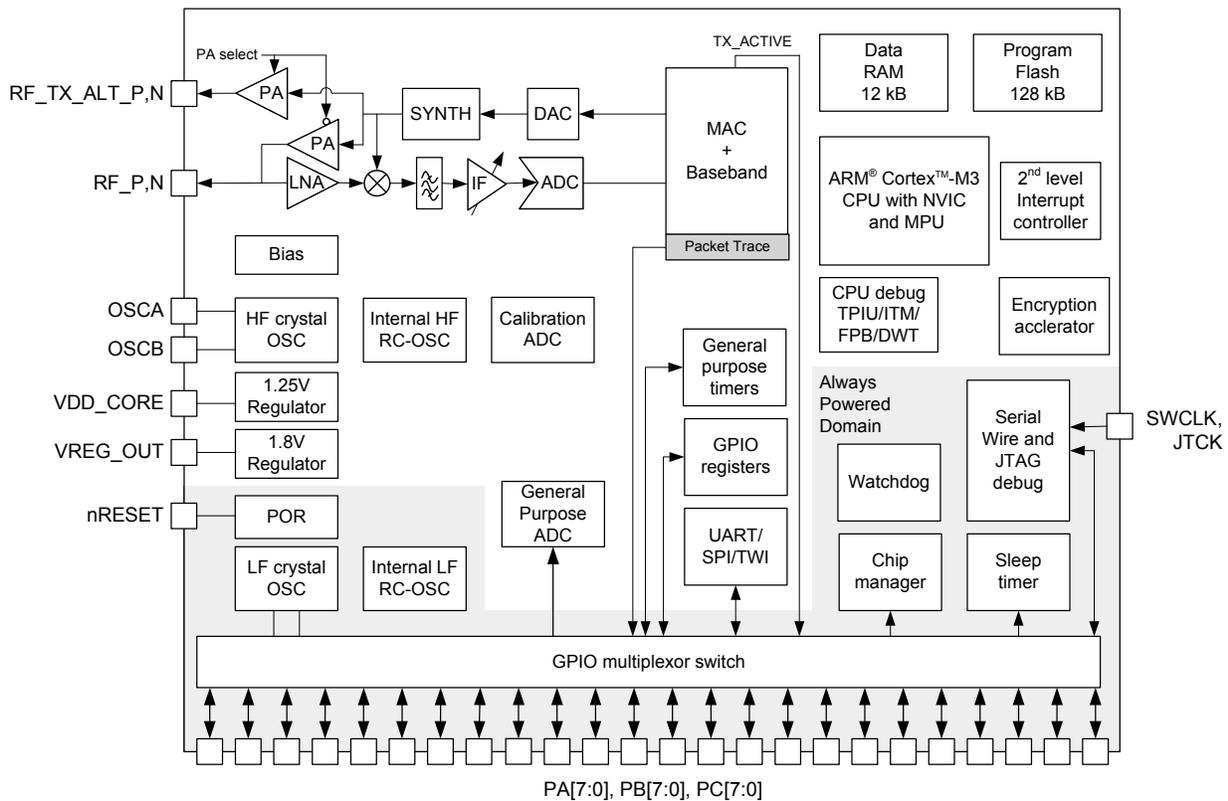 TX_ACTIVE
PA select
RF_TX_ALT_P,N
PA
SYNTH
DAC
MAC
+
Baseband
Data
RAM
12 kB
Program
Flash
128 kB
PA
RF_P,N
LNA
IF
ADC
ARM® Cortex™-M3
CPU with NVIC
and MPU
2nd level
Interrupt
controller
Packet Trace
Bias
OSCA
OSCB
HF crystal
OSC
Internal HF
RC-OSC
Calibration
ADC
CPU debug
TPIU/ITM/
FPB/DWT
Encryption
acclerator
General
purpose
timers
VDD_CORE
1.25V
Regulator
Always
Powered
Domain
Serial
Wire and
JTAG
debug
SWCLK,
JTCK
VREG_OUT
1.8V
Regulator
GPIO
registers
Watchdog
nRESET
POR
General
Purpose
ADC
UART/
SPI/TWI
LF crystal
OSC
Internal LF
RC-OSC
Chip
manager
Sleep
timer
GPIO multiplexor switch
PA[7:0], PB[7:0], PC[7:0]